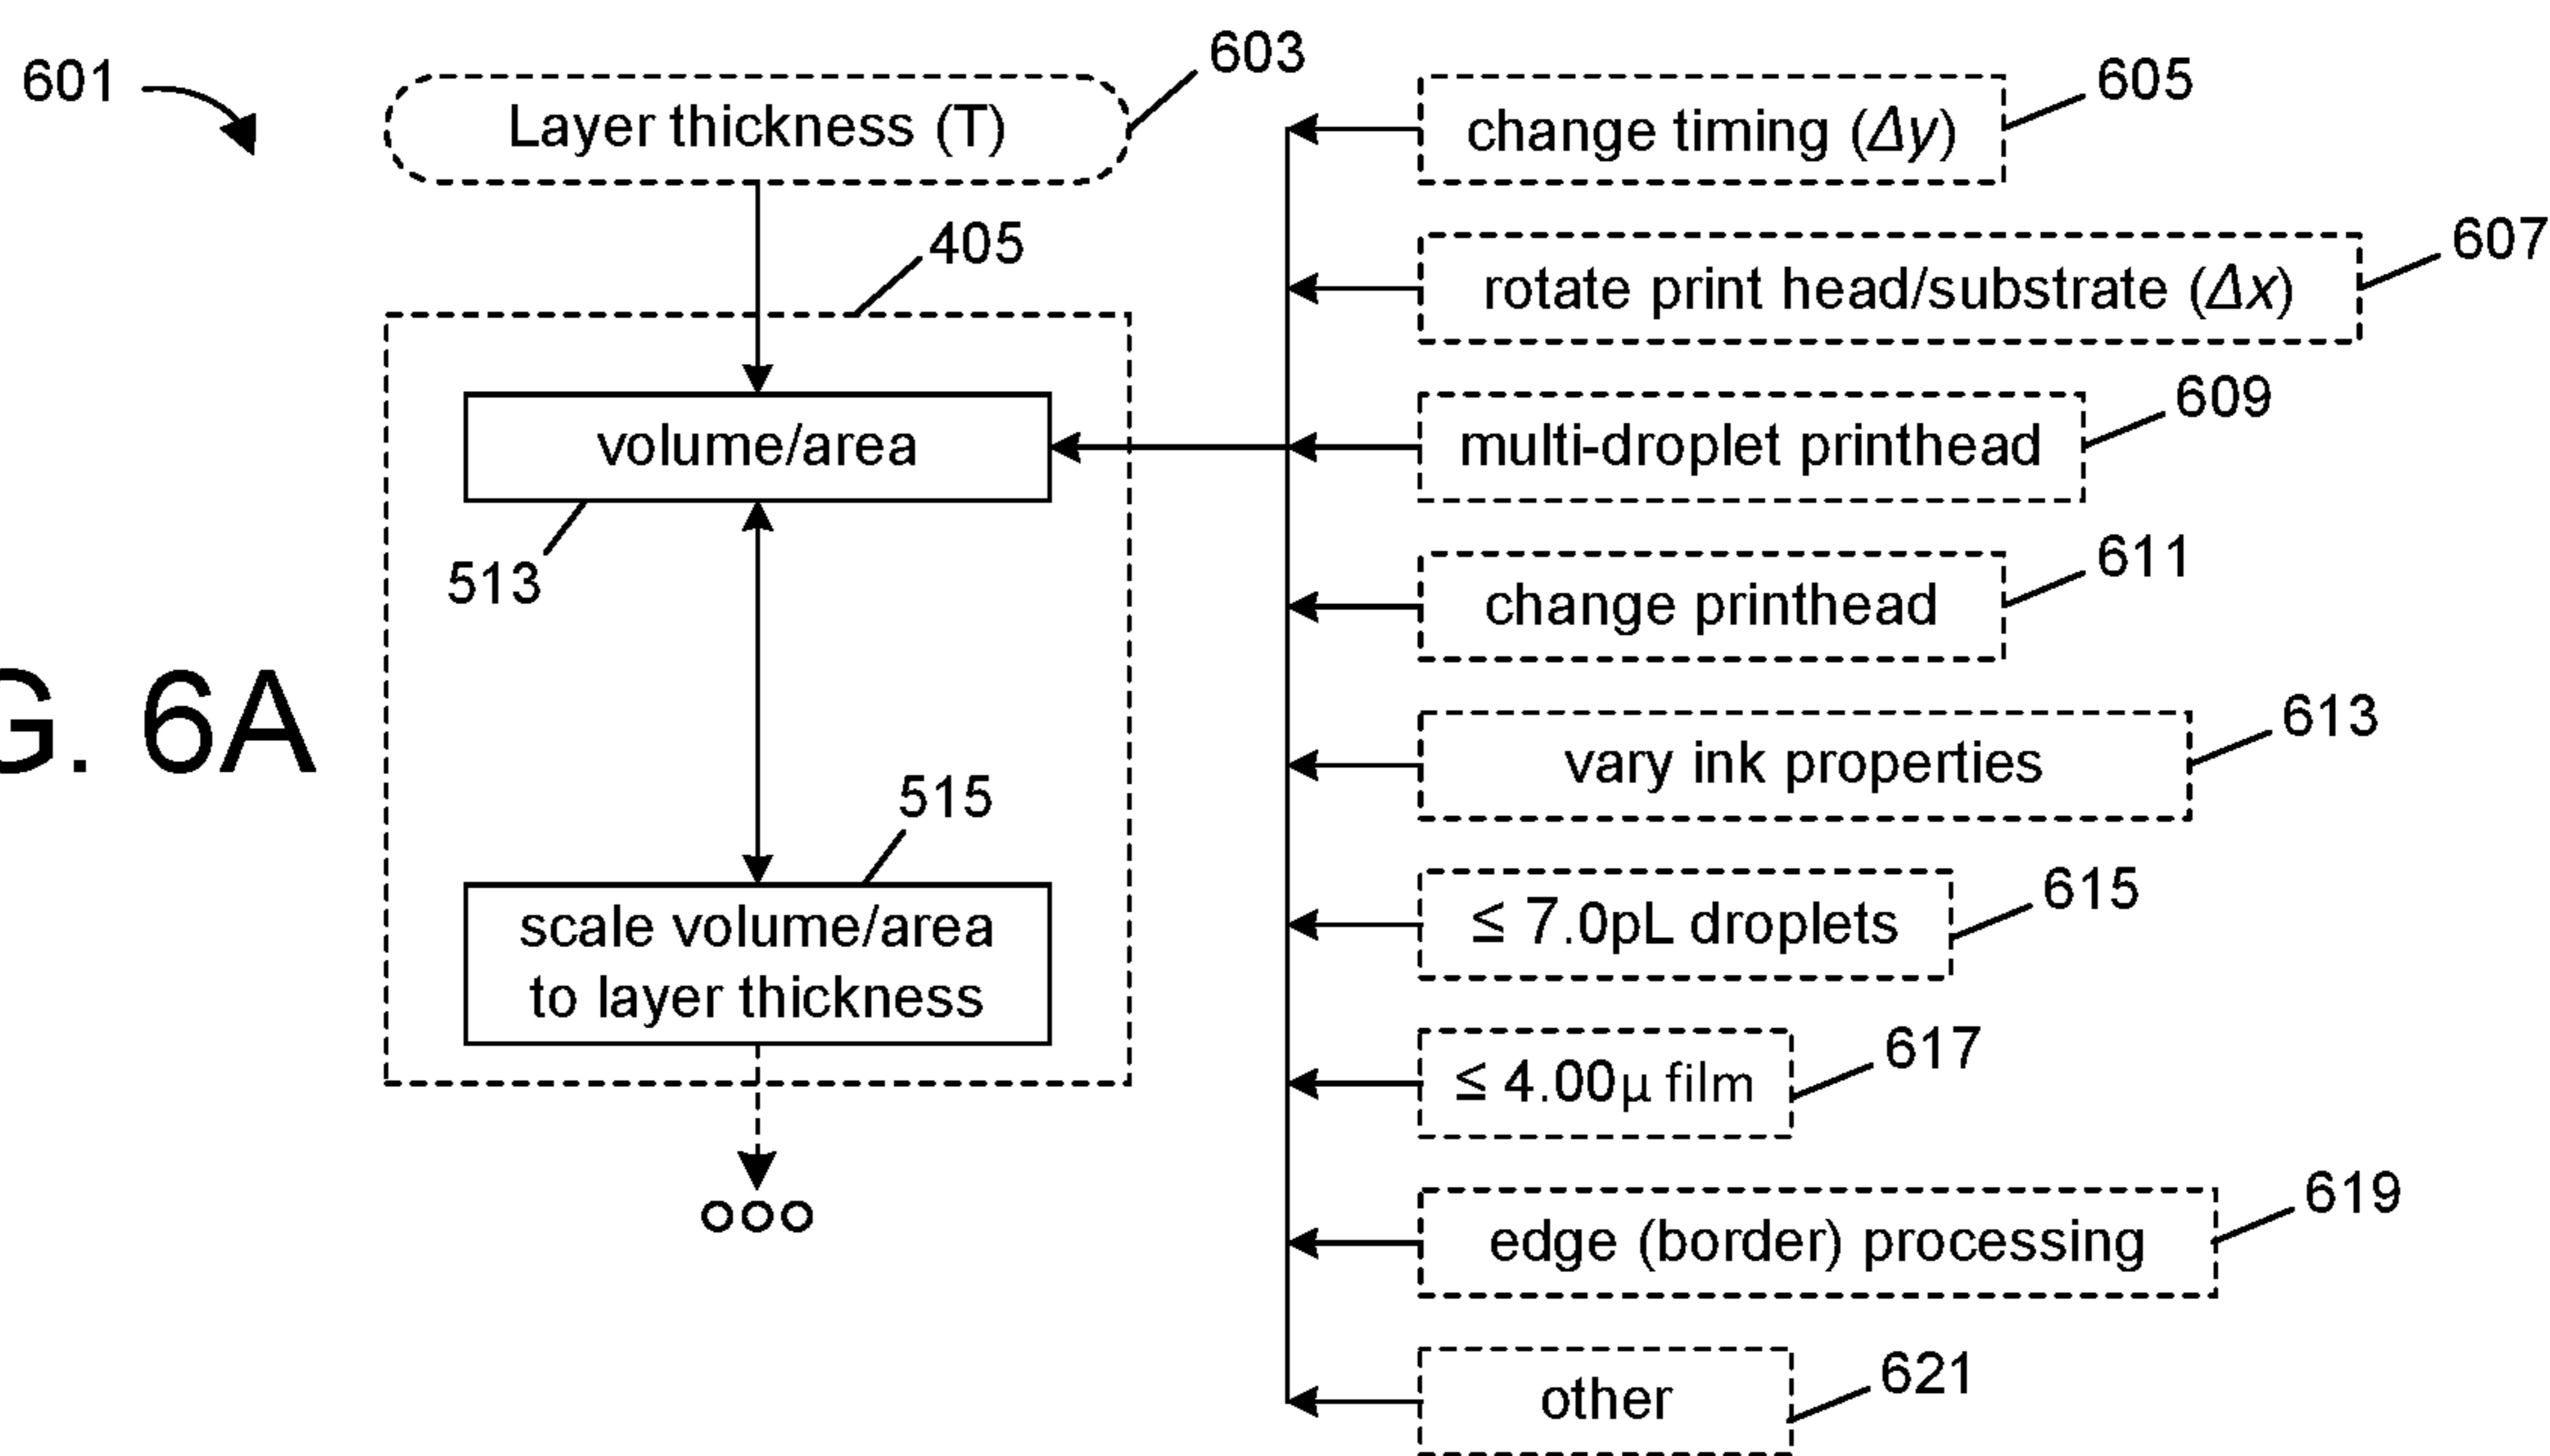 601
Layer thickness (T)
603
405
volume/area
513
515
scale volume/area
to layer thickness
G. 6A
change timing (Δy)
605
rotate print head/substrate (Δx)
607
multi-droplet printhead
609
change printhead
611
vary ink properties
613
≤ 7.0pL droplets
615
≤ 4.00µ film
617
edge (border) processing
619
other
621